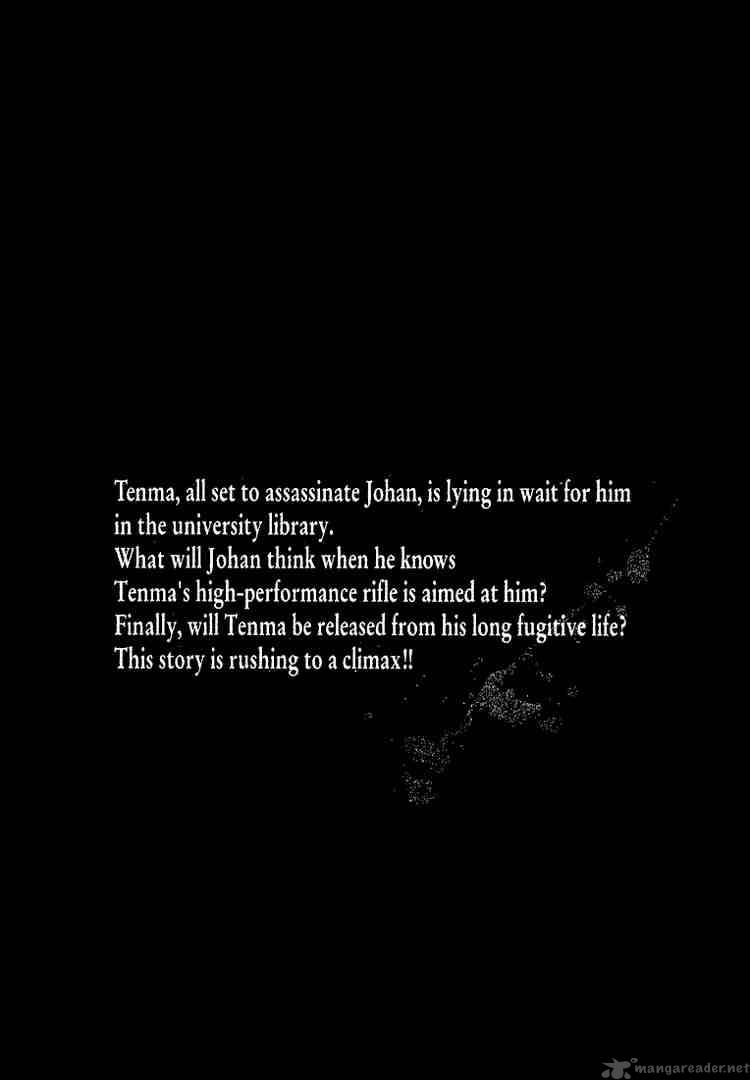 Tenma, all set to assassinate Johan, is lying in wait for him
in the university library.
What will Johan think when he knows
Tenma's high-performance rifle is aimed at him?
Finally, will Tenma be released from his long fugitive life?
This story is rushing to a climax!!
mangareader.net